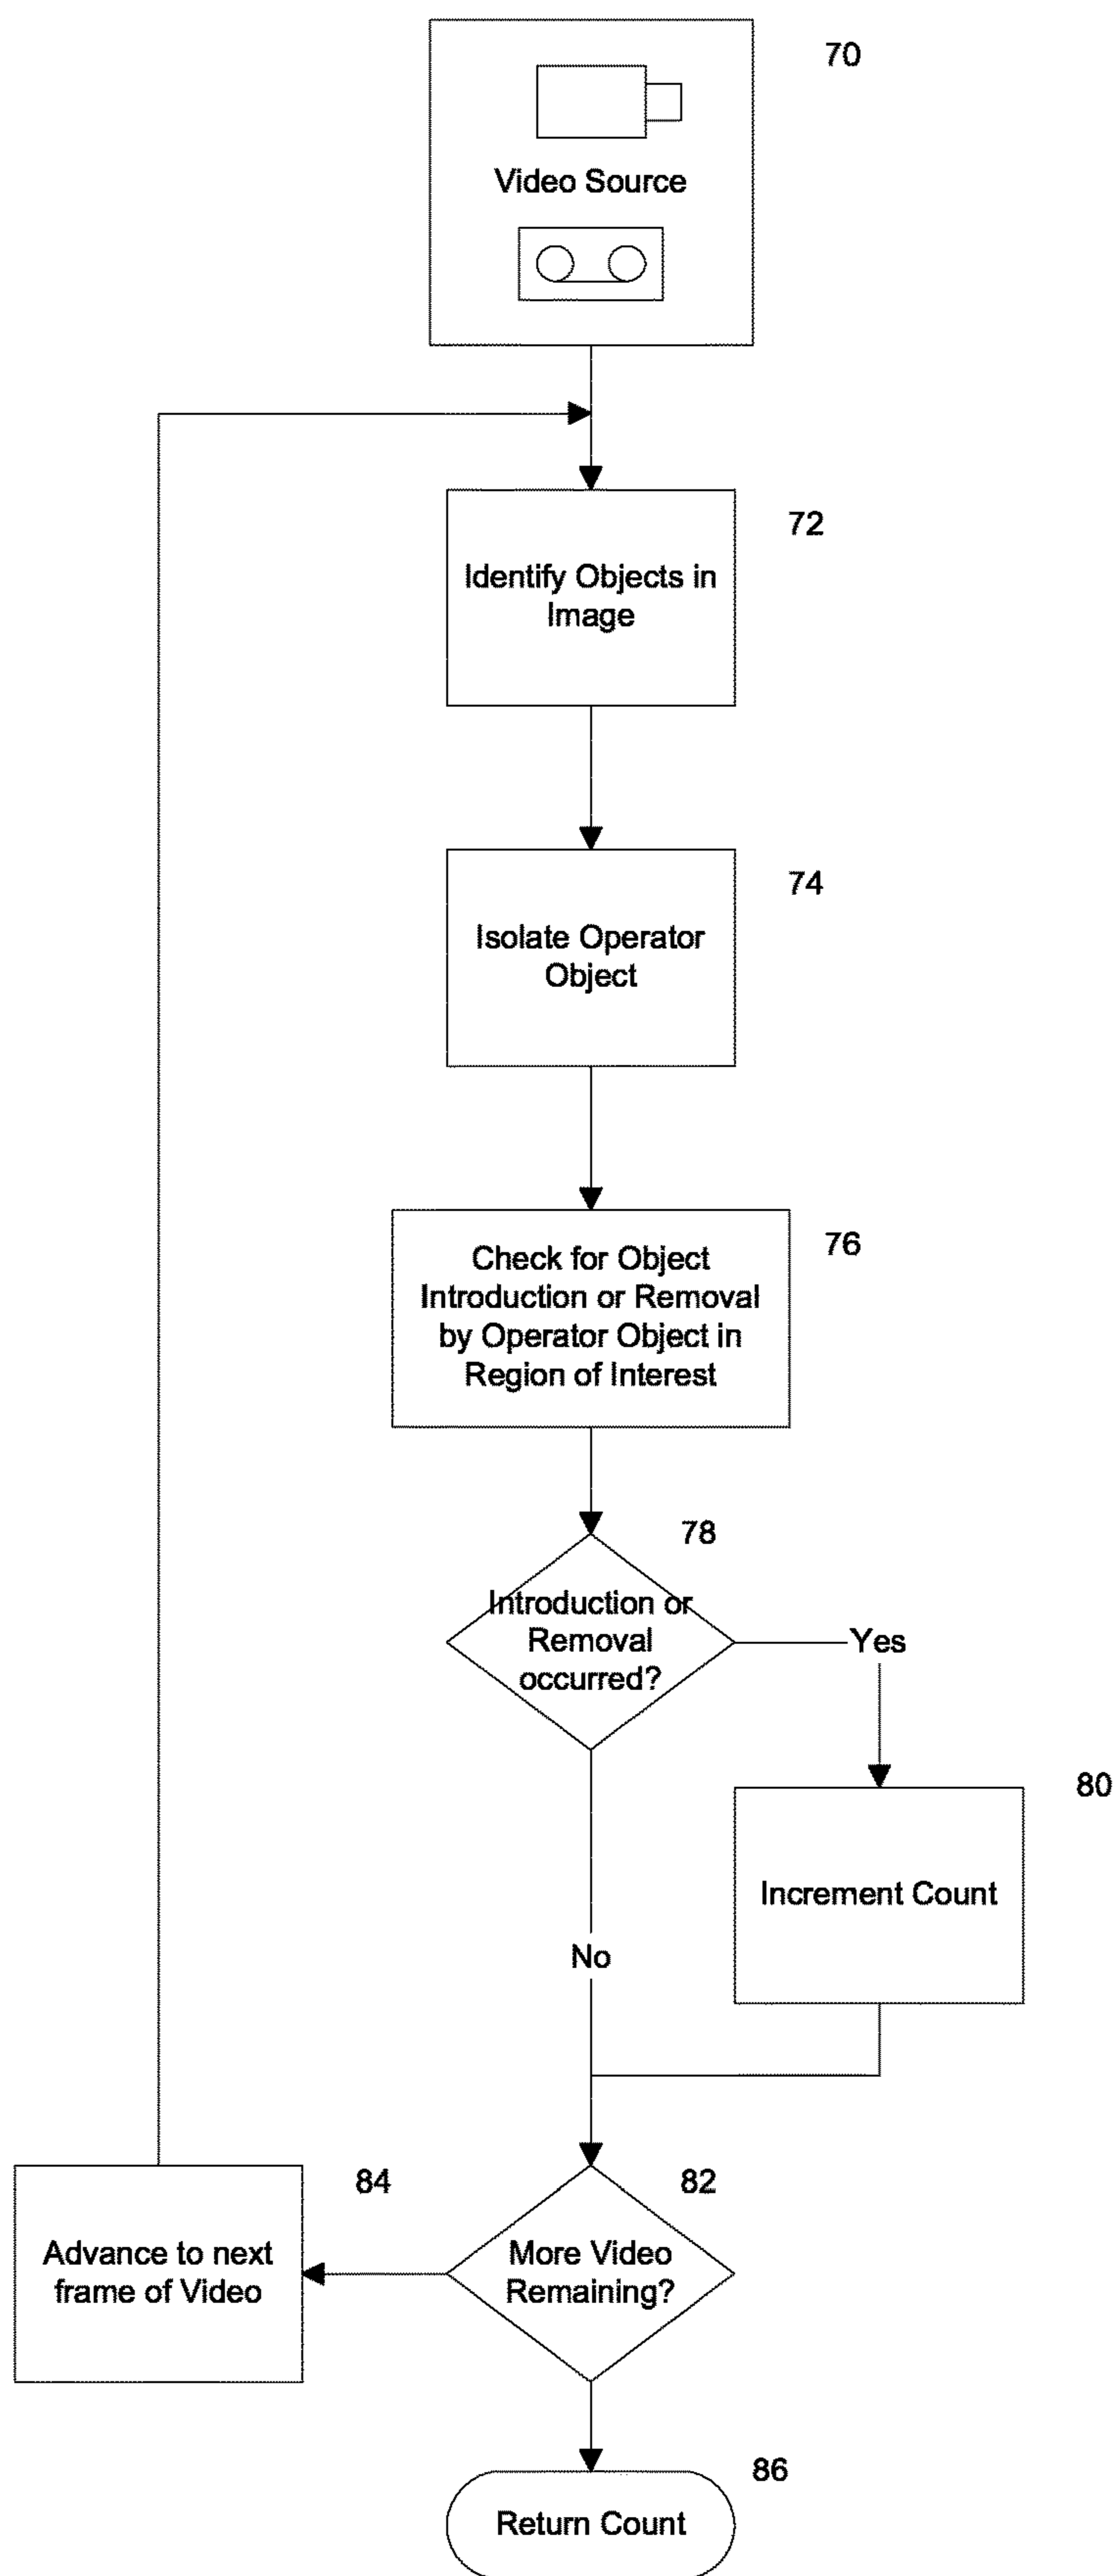 70
Video Source
72
Identify Objects in
Image
74
Isolate Operator
Object
76
Check for Object
Introduction or Removal
by Operator Object in
Region of Interest
78
Introduction or
Removal
occurred?
Yes
80
Increment Count
No
84
82
Advance to next
frame of Video
More Video
Remaining?
86
Return Count